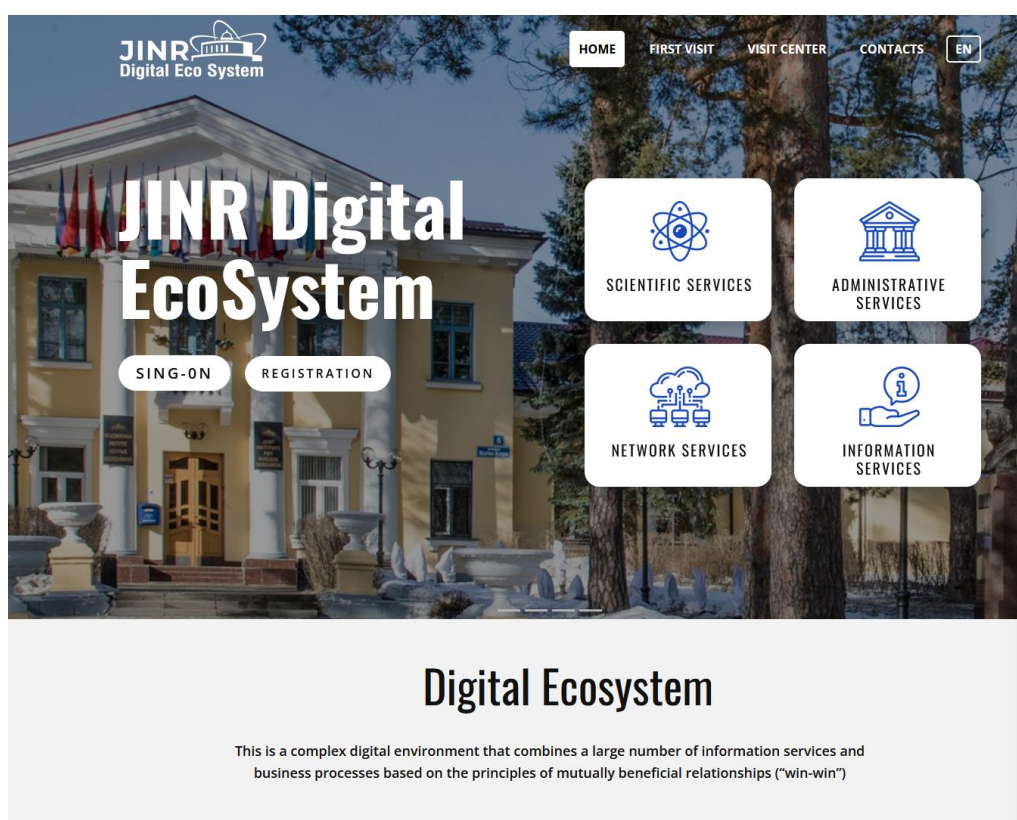 JINR
Digital Eco System
HOME
FIRST VISIT
VISIT CENTER
CONTACTS
EN
JINR Digital
EcoSystem
SING-0N
REGISTRATION
SCIENTIFIC SERVICES
ADMINISTRATIVE
SERVICES
NETWORK SERVICES
INFORMATION
SERVICES
Digital Ecosystem
This is a complex digital environment that combines a large number of information services and
business processes based on the principles of mutually beneficial relationships (“win-win”)